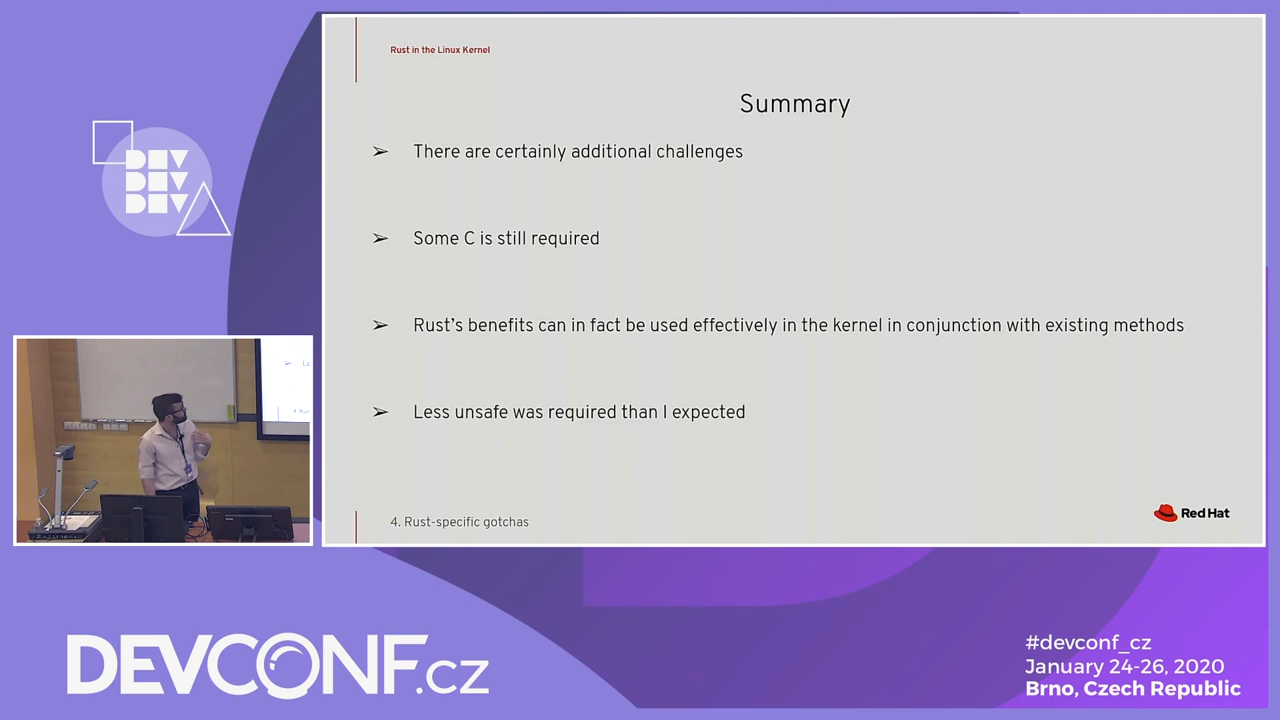 Rust in the Linux Kernel
Summary
➢ There are certainly additional challenges
➢ Some C is still required
➢ Rust's benefits can in fact be used effectively in the kernel in conjunction with existing methods
➢ Less unsafe was required than I expected
4. Rust-specific gotchas
Red Hat
DEV
DEV
DEV
DEVCONF.cz
#devconf_cz
January 24-26, 2020
Brno, Czech Republic